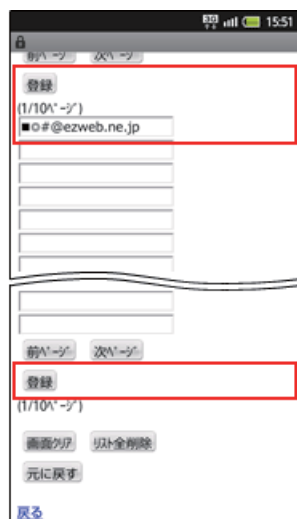 3G 15:51
前ﾍﾟｰｼﾞ 次ﾍﾟｰｼﾞ
登録
(1/10ﾍﾟｰｼﾞ)
■○#@ezweb.ne.jp
前ﾍﾟｰｼﾞ 次ﾍﾟｰｼﾞ
登録
(1/10ﾍﾟｰｼﾞ)
画面ｸﾘｱ ﾘｽﾄ全削除
元に戻す
戻る